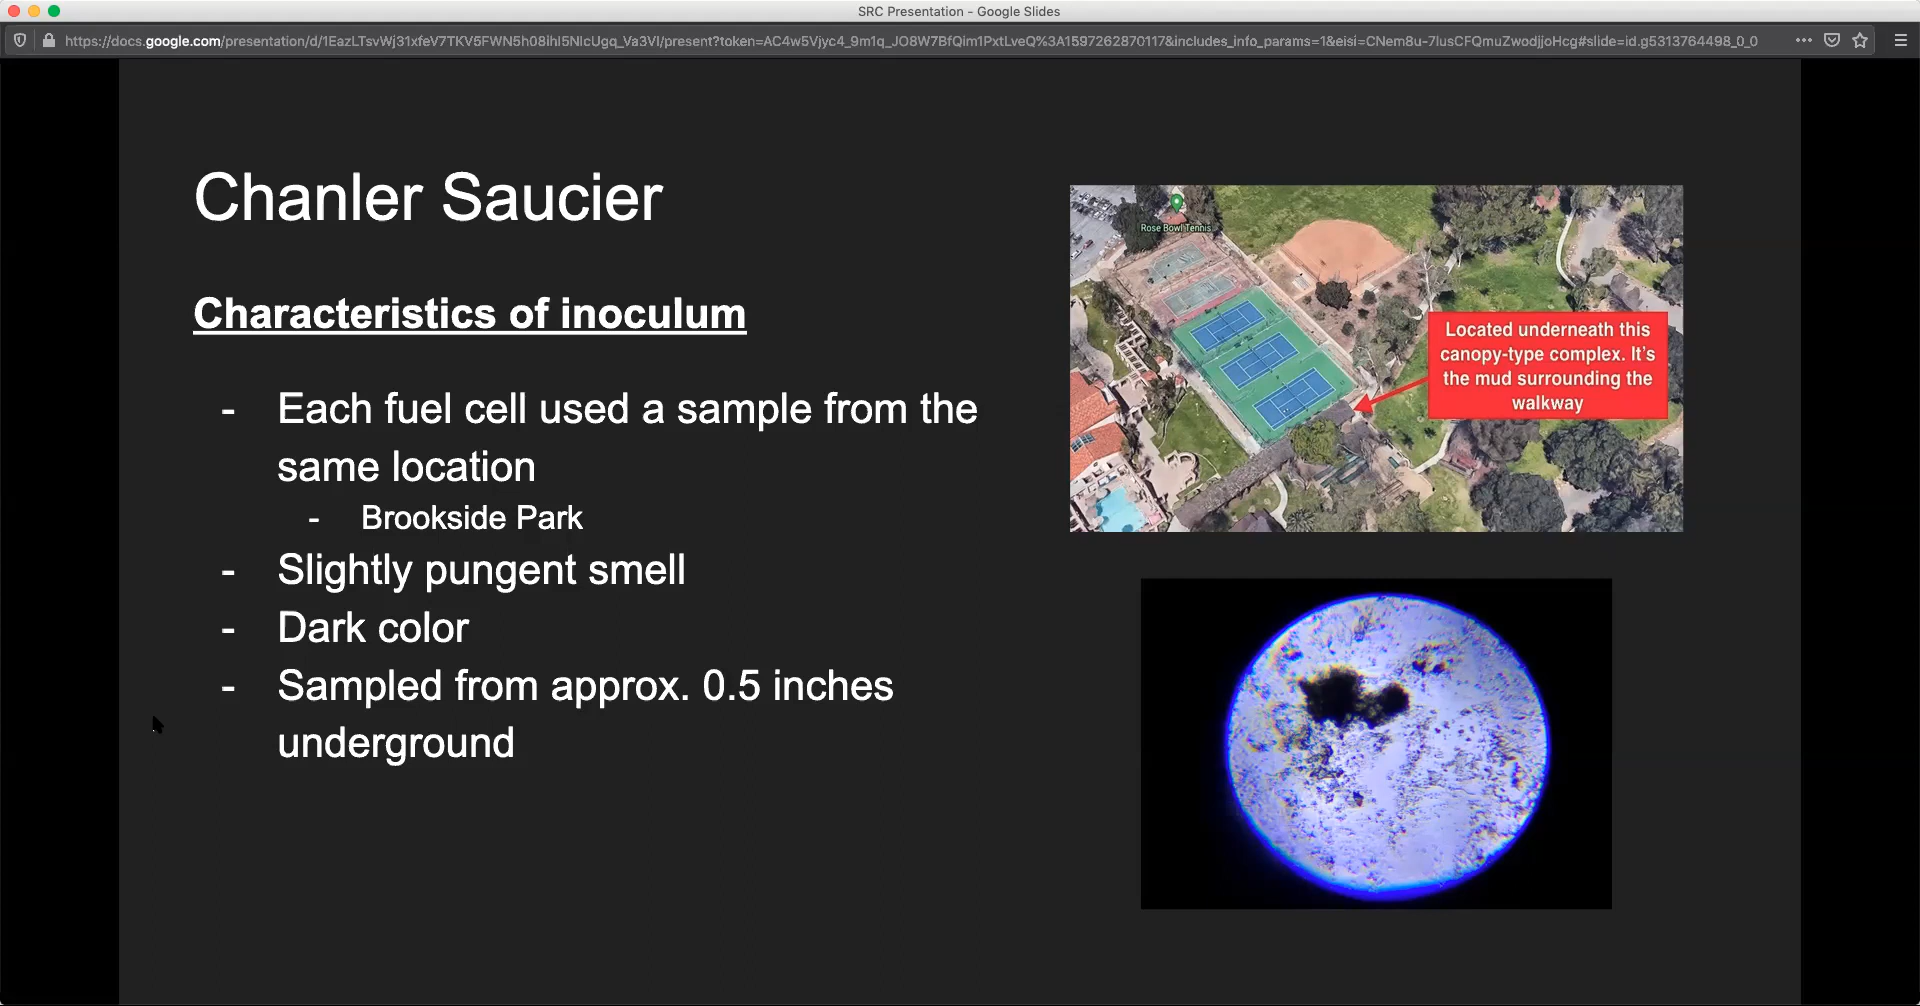 SRC Presentation - Google Slides
https://docs.google.com/presentation/d/1EazLTsvWj31xfeV7TKV5FWN5h08ihI5NIcUgq_Va3VI/present?token=AC4w5Vjyc4_9m1q_JO8W7BfQim1PxtLveQ%3A1597262870117&includes_info_params=1&eisi=CNem8u-7lusCFQmuZwodjjoHcg#slide=id.g5313764498_0_0
Chanler Saucier
Characteristics of inoculum
- Each fuel cell used a sample from the
same location
- Brookside Park
- Slightly pungent smell
- Dark color
- Sampled from approx. 0.5 inches
underground
Rose Bowl Tennis
Located underneath this
canopy-type complex. It's
the mud surrounding the
walkway